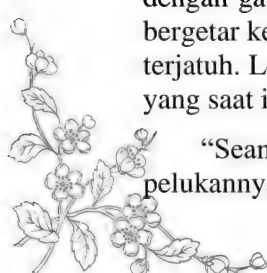 dengan ga
bergetar ke
terjatuh. L
yang saat i
“Sean
pelukanny